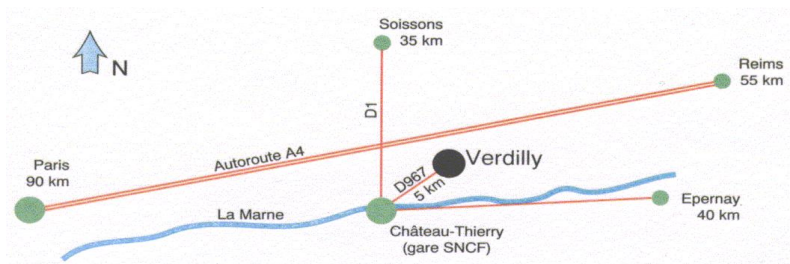 Soissons
35 km
N
Reims
55 km
D1
Autoroute A4
Verdilly
Paris
90 km
D967
5 km
La Marne
Epernay
40 km
Château-Thierry
(gare SNCF)